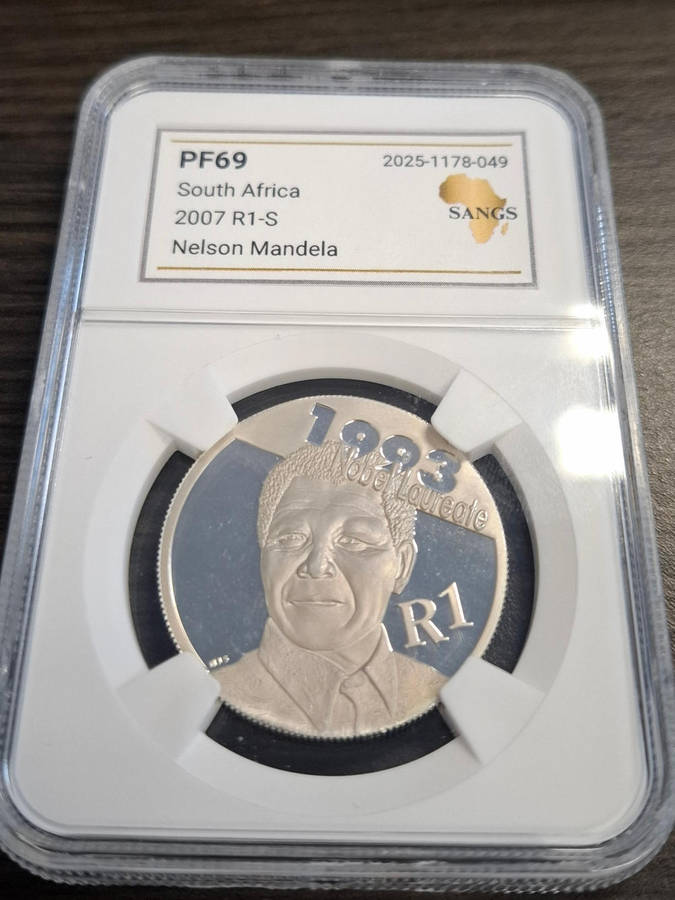 PF69
2025-1178-049
South Africa
SANGS
2007 R1-S
Nelson Mandela
1993
Nobel Laureate
R1